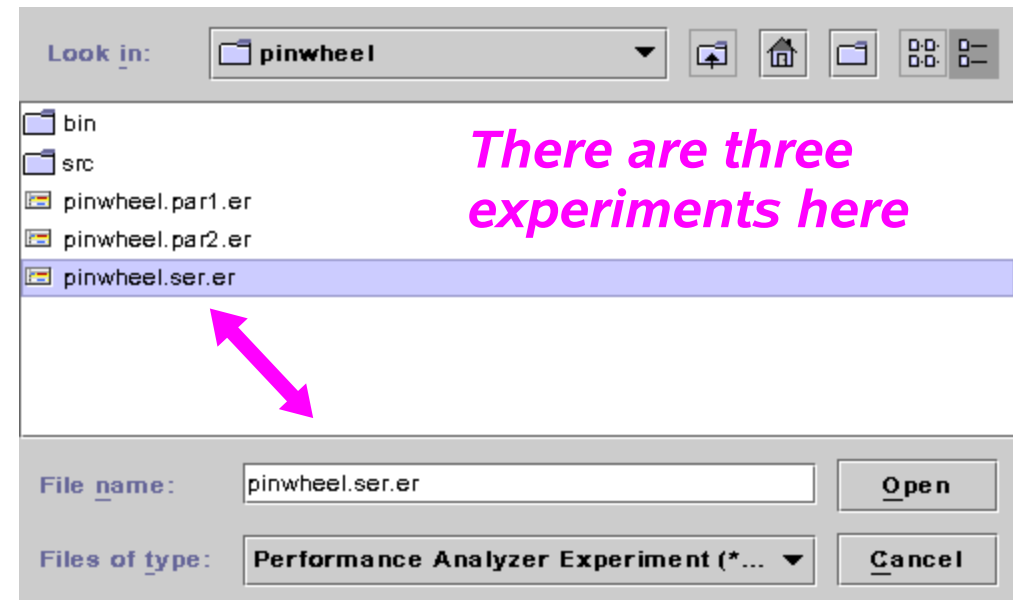 Look in: pinwheel
bin
src
pinwheel.par1.er
pinwheel.par2.er
pinwheel.ser.er
There are three
experiments here
File name: pinwheel.ser.er Open
Files of type: Performance Analyzer Experiment (*... Cancel